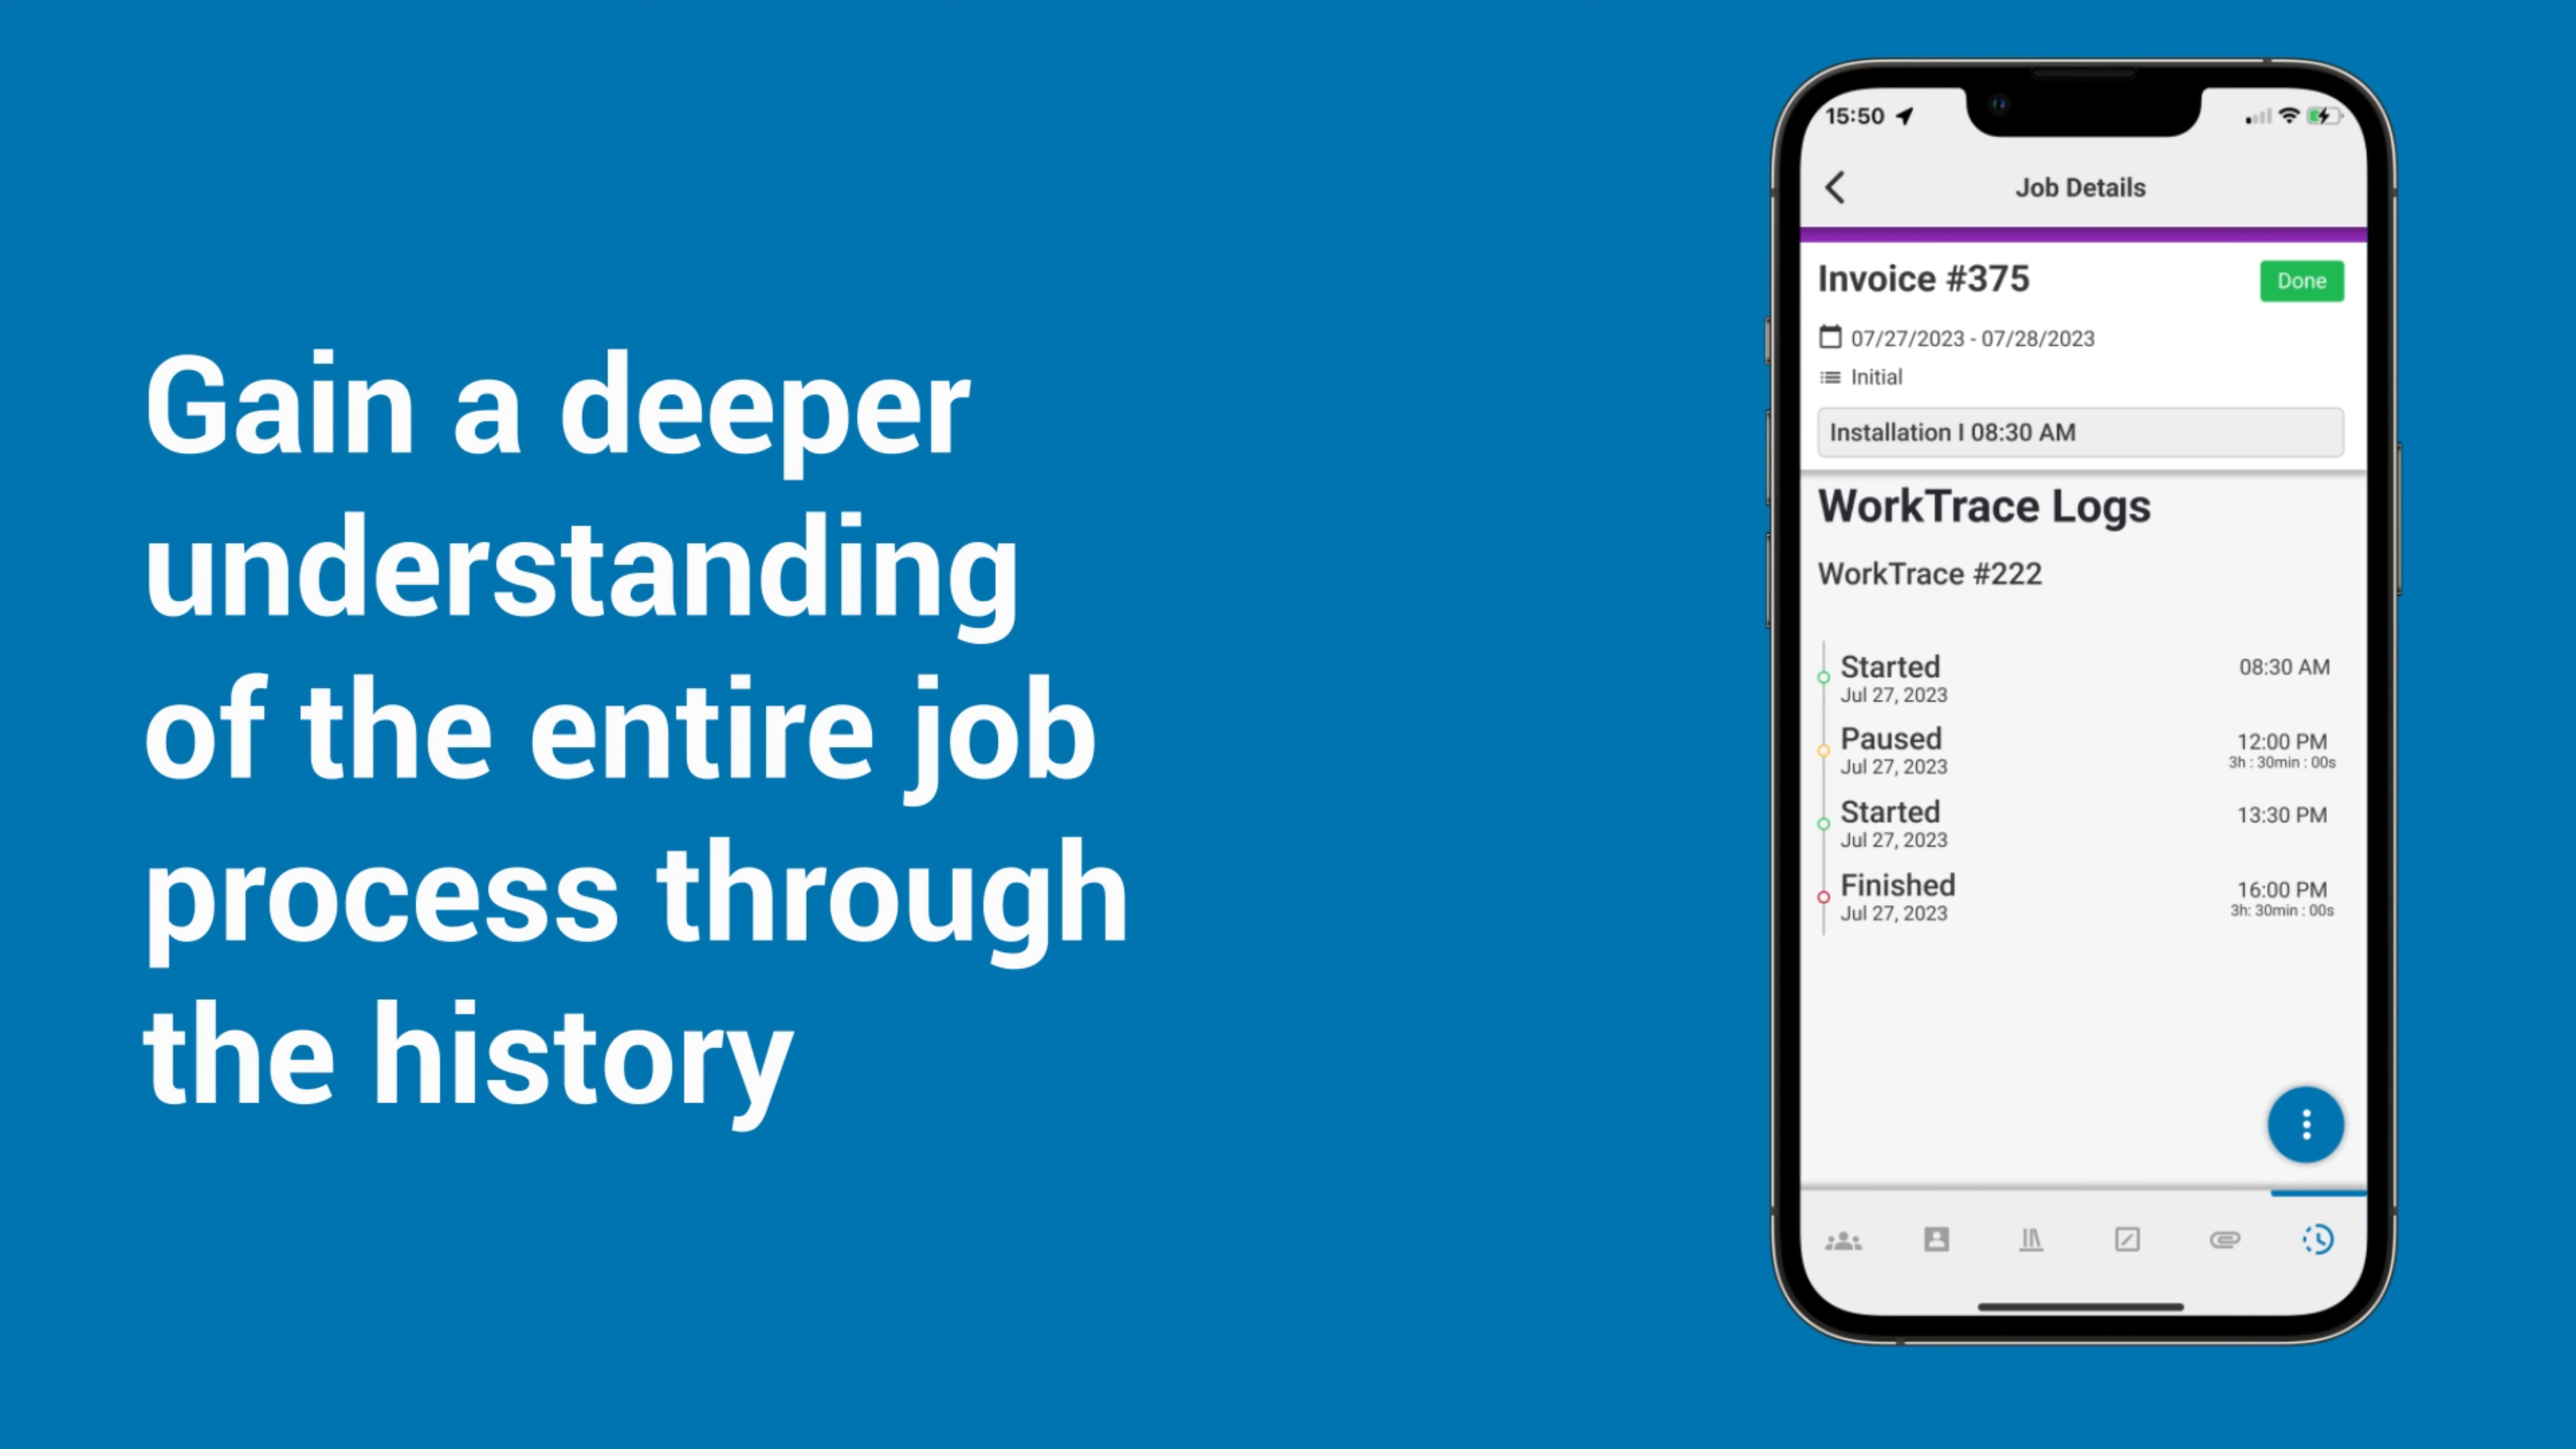 Gain a deeper
understanding
of the entire job
process through
the history
15:50
Job Details
Invoice #375
Done
07/27/2023 - 07/28/2023
Initial
Installation I 08:30 AM
WorkTrace Logs
WorkTrace #222
Started
08:30 AM
Jul 27, 2023
Paused
12:00 PM
Jul 27, 2023
3h : 30min : 00s
Started
13:30 PM
Jul 27, 2023
Finished
16:00 PM
Jul 27, 2023
3h: 30min : 00s